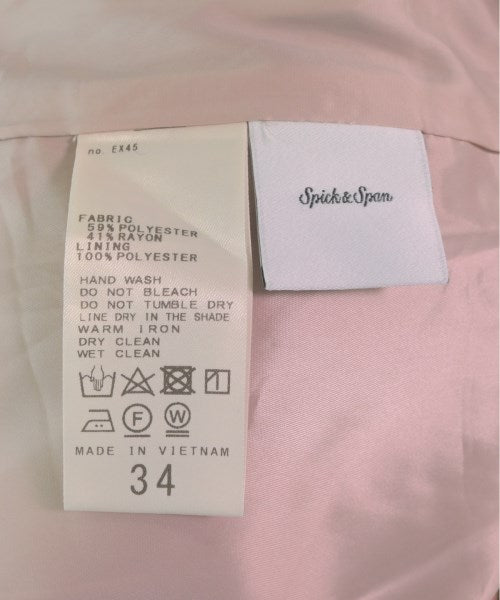 no. EX45
Spick & Span
FABRIC
59% POLYESTER
41% RAYON
LINING
100% POLYESTER
HAND WASH
DO NOT BLEACH
DO NOT TUMBLE DRY
LINE DRY IN THE SHADE
WARM IRON
DRY CLEAN
WET CLEAN
F W
MADE IN VIETNAM
34